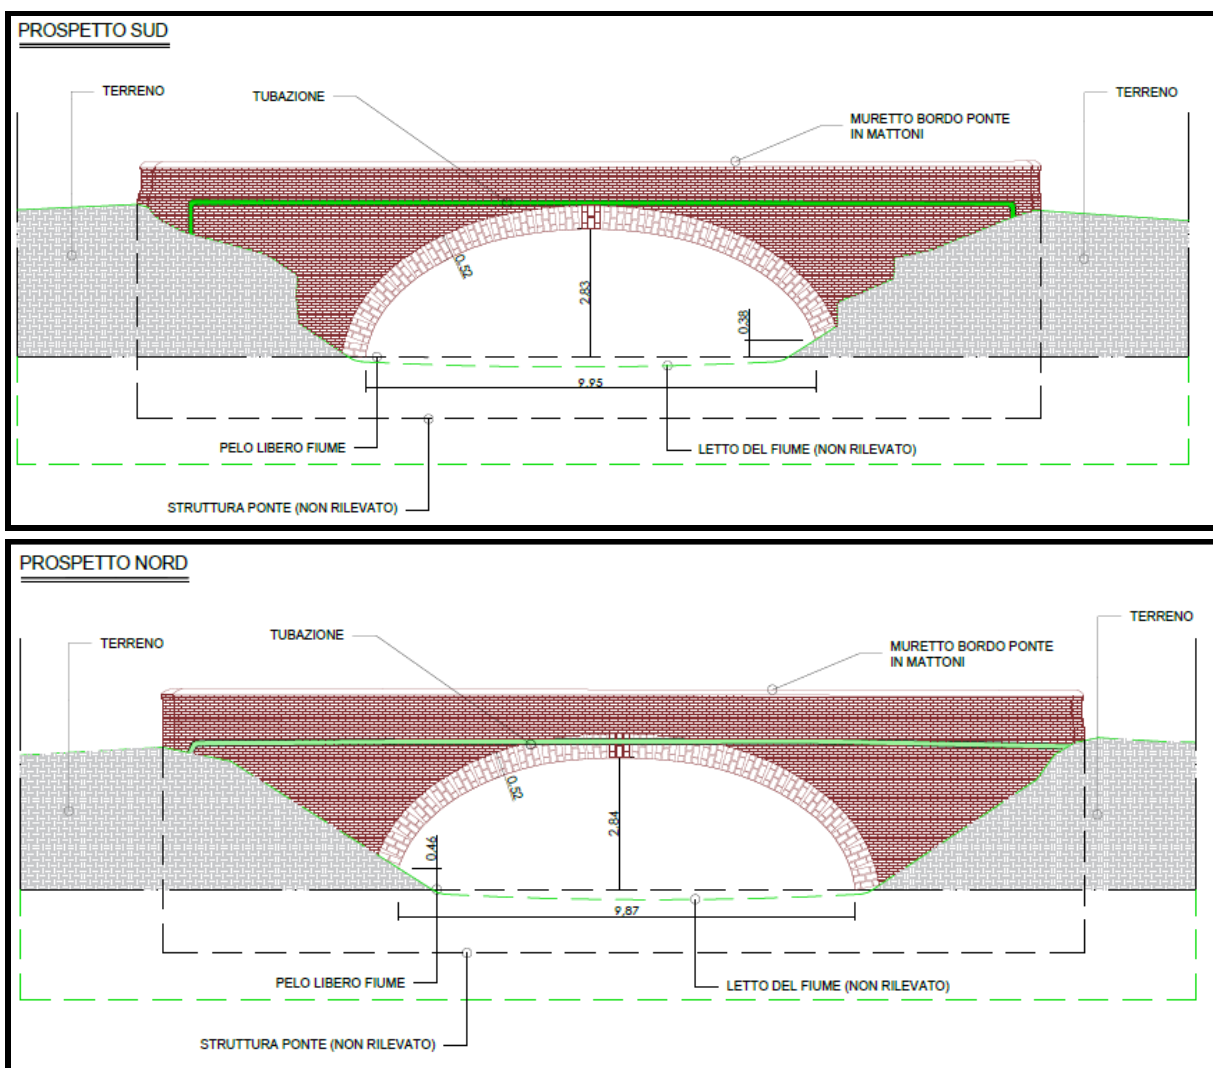 PROSPETTO SUD
TERRENO
TUBAZIONE
MURETTO BORDO PONTE
IN MATTONI
TERRENO
0.52
2.83
0.38
9.95
PELO LIBERO FIUME
LETTO DEL FIUME (NON RILEVATO)
STRUTTURA PONTE (NON RILEVATO)
PROSPETTO NORD
TERRENO
TUBAZIONE
MURETTO BORDO PONTE
IN MATTONI
TERRENO
0.52
2.84
0.46
9,87
PELO LIBERO FIUME
LETTO DEL FIUME (NON RILEVATO)
STRUTTURA PONTE (NON RILEVATO)